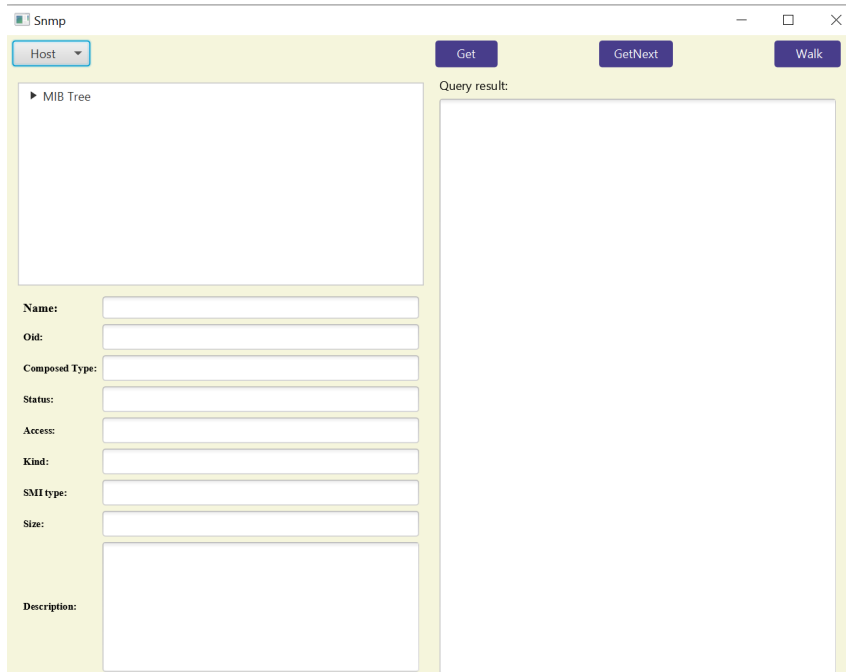 Snmp
Host
Get
GetNext
Walk
MIB Tree
Query result:
Name:
Oid:
Composed Type:
Status:
Access:
Kind:
SMI type:
Size:
Description: